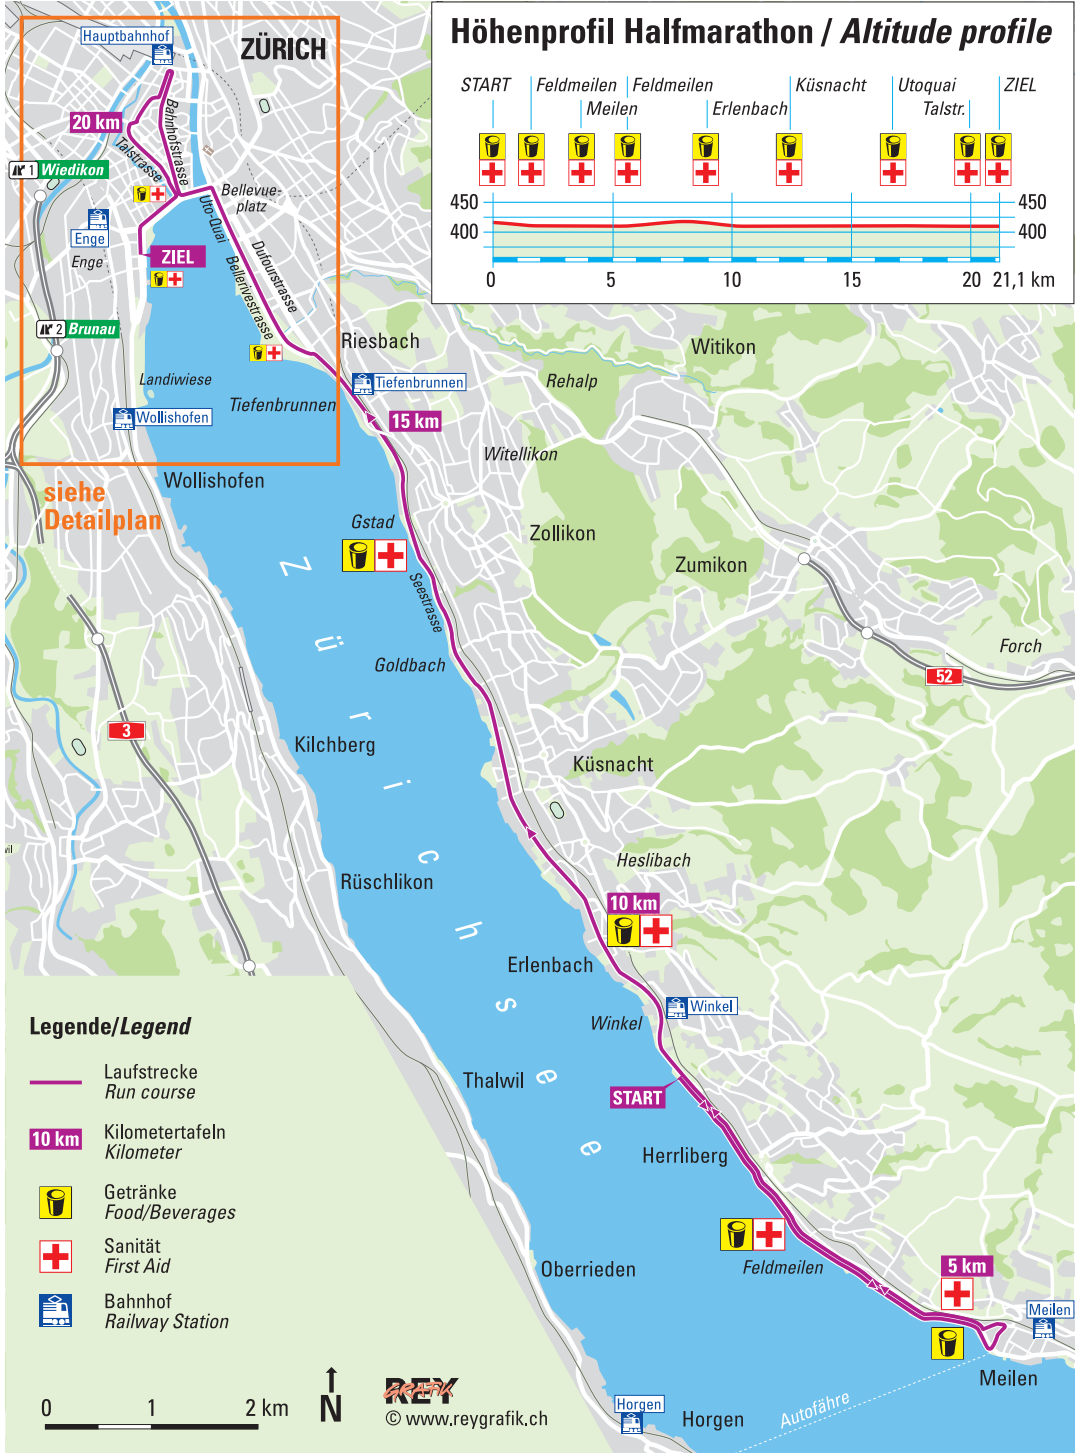 Höhenprofil Halfmarathon / Altitude profile
START
Feldmeilen
Feldmeilen
Küsnacht
Utoquai
ZIEL
Meilen
Erlenbach
Talstr.
450
450
400
400
0
5
10
15
20
21,1 km
Hauptbahnhof
ZÜRICH
20 km
Bahnhofstrasse
Talstrasse
1
Wiedikon
Bellevue-
platz
Uto-Quai
Enge
Enge
ZIEL
Dufourstrasse
Bellerivestrasse
2
Brunau
Riesbach
Witikon
Landiwiese
Tiefenbrunnen
Rehalp
Tiefenbrunnen
Wollishofen
15 km
Witellikon
Wollishofen
siehe
Detailplan
Gstad
Zollikon
Zumikon
Seestrasse
Zürichsee
Goldbach
Forch
52
3
Kilchberg
Küsnacht
Heslibach
Rüschlikon
10 km
Erlenbach
Winkel
Winkel
Thalwil
START
Herrliberg
Oberrieden
Feldmeilen
5 km
Meilen
Meilen
Autofähre
Horgen
Horgen
Legende/Legend
Laufstrecke
Run course
10 km
Kilometertafeln
Kilometer
Getränke
Food/Beverages
Sanität
First Aid
Bahnhof
Railway Station
0
1
2 km
N
REY
GRAFIK
© www.reygrafik.ch